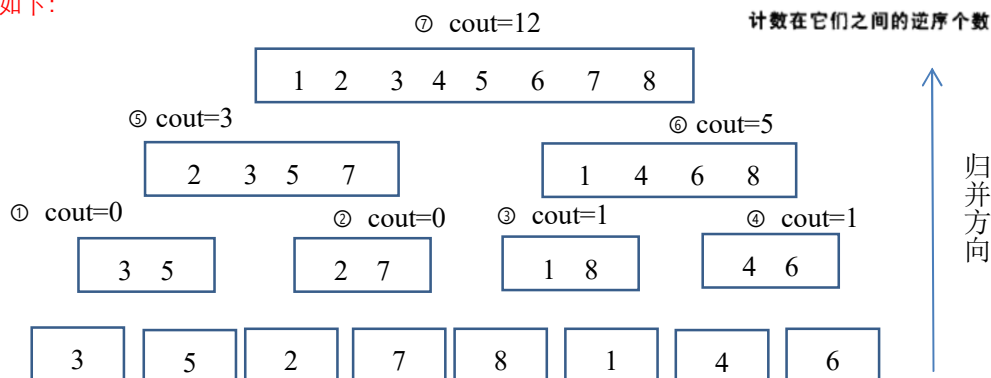 如下：
计数在它们之间的逆序个数
⑦ cout=12
1 2 3 4 5 6 7 8
⑤ cout=3
⑥ cout=5
2 3 5 7
1 4 6 8
① cout=0
② cout=0
③ cout=1
④ cout=1
3 5
2 7
1 8
4 6
3 5 2 7 8 1 4 6
归并方向